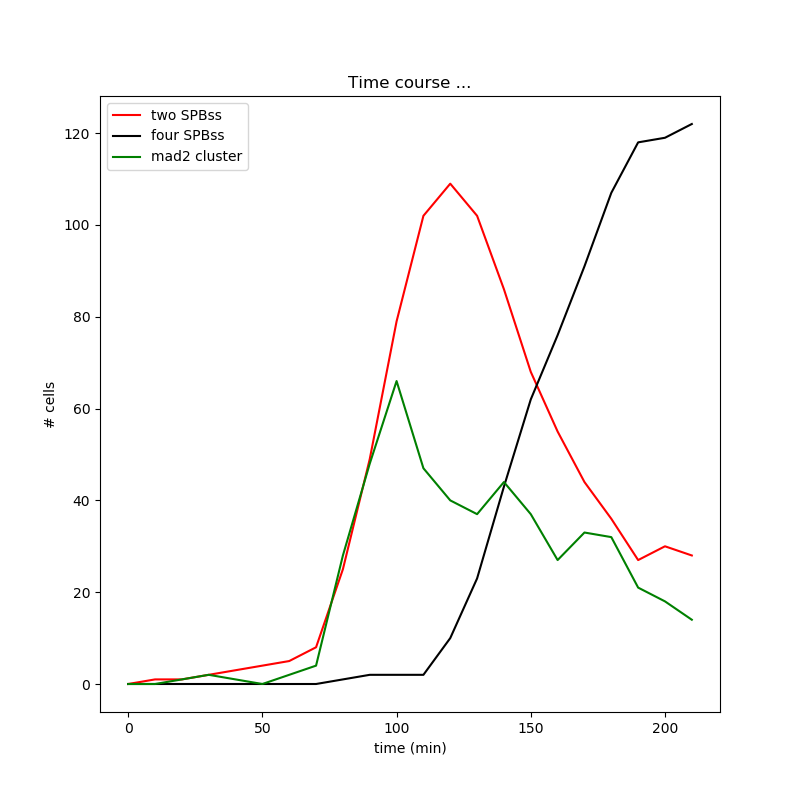 Time course ...
two SPBss
four SPBss
mad2 cluster
120
100
80
60
40
20
0
# cells
0 50 100 150 200
time (min)